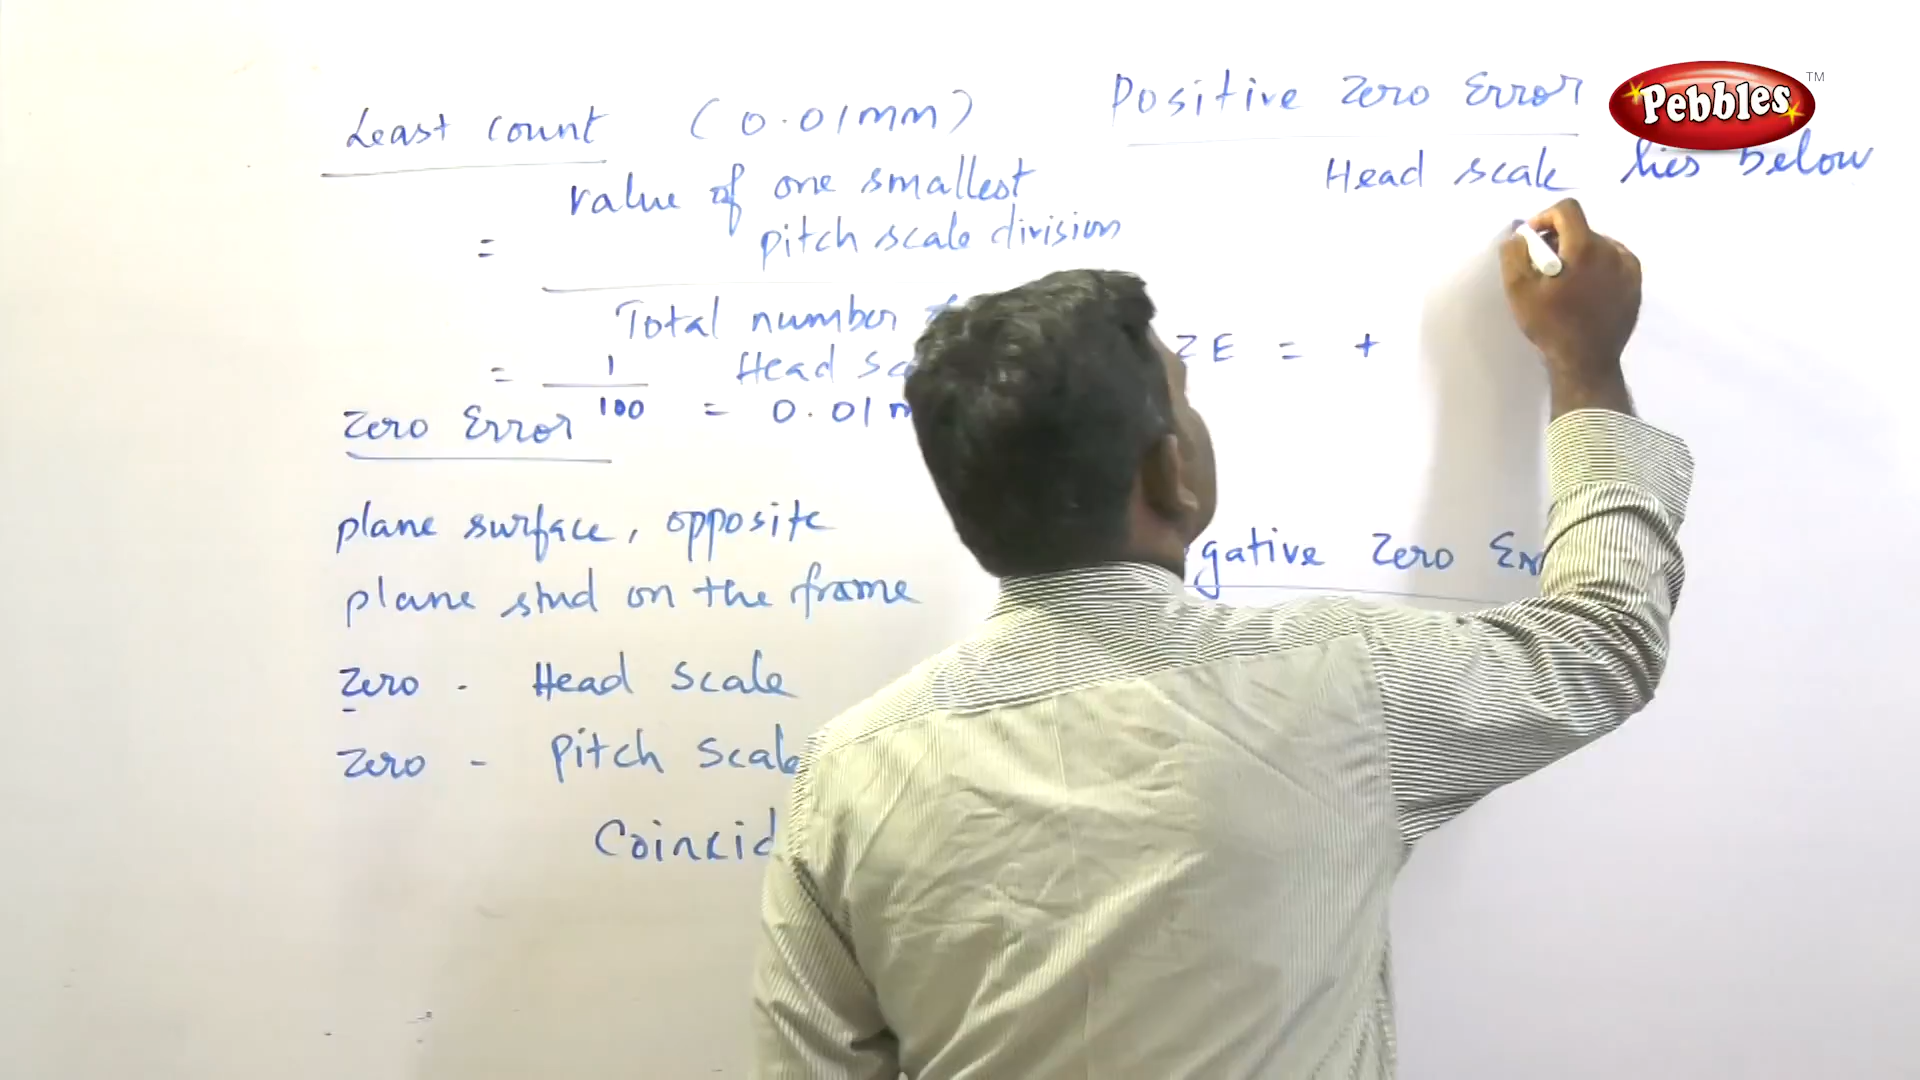 Least count (0.01mm)
value of one smallest
= pitch scale division
Total number
= 1 Head
100 = 0.01
Zero Error
plane surface, opposite
plane stud on the frame
Zero - Head scale
Zero - Pitch Scale
Coincid
Positive Zero Error
Head scale lies below
ZE = +
gative Zero
Pebbles TM